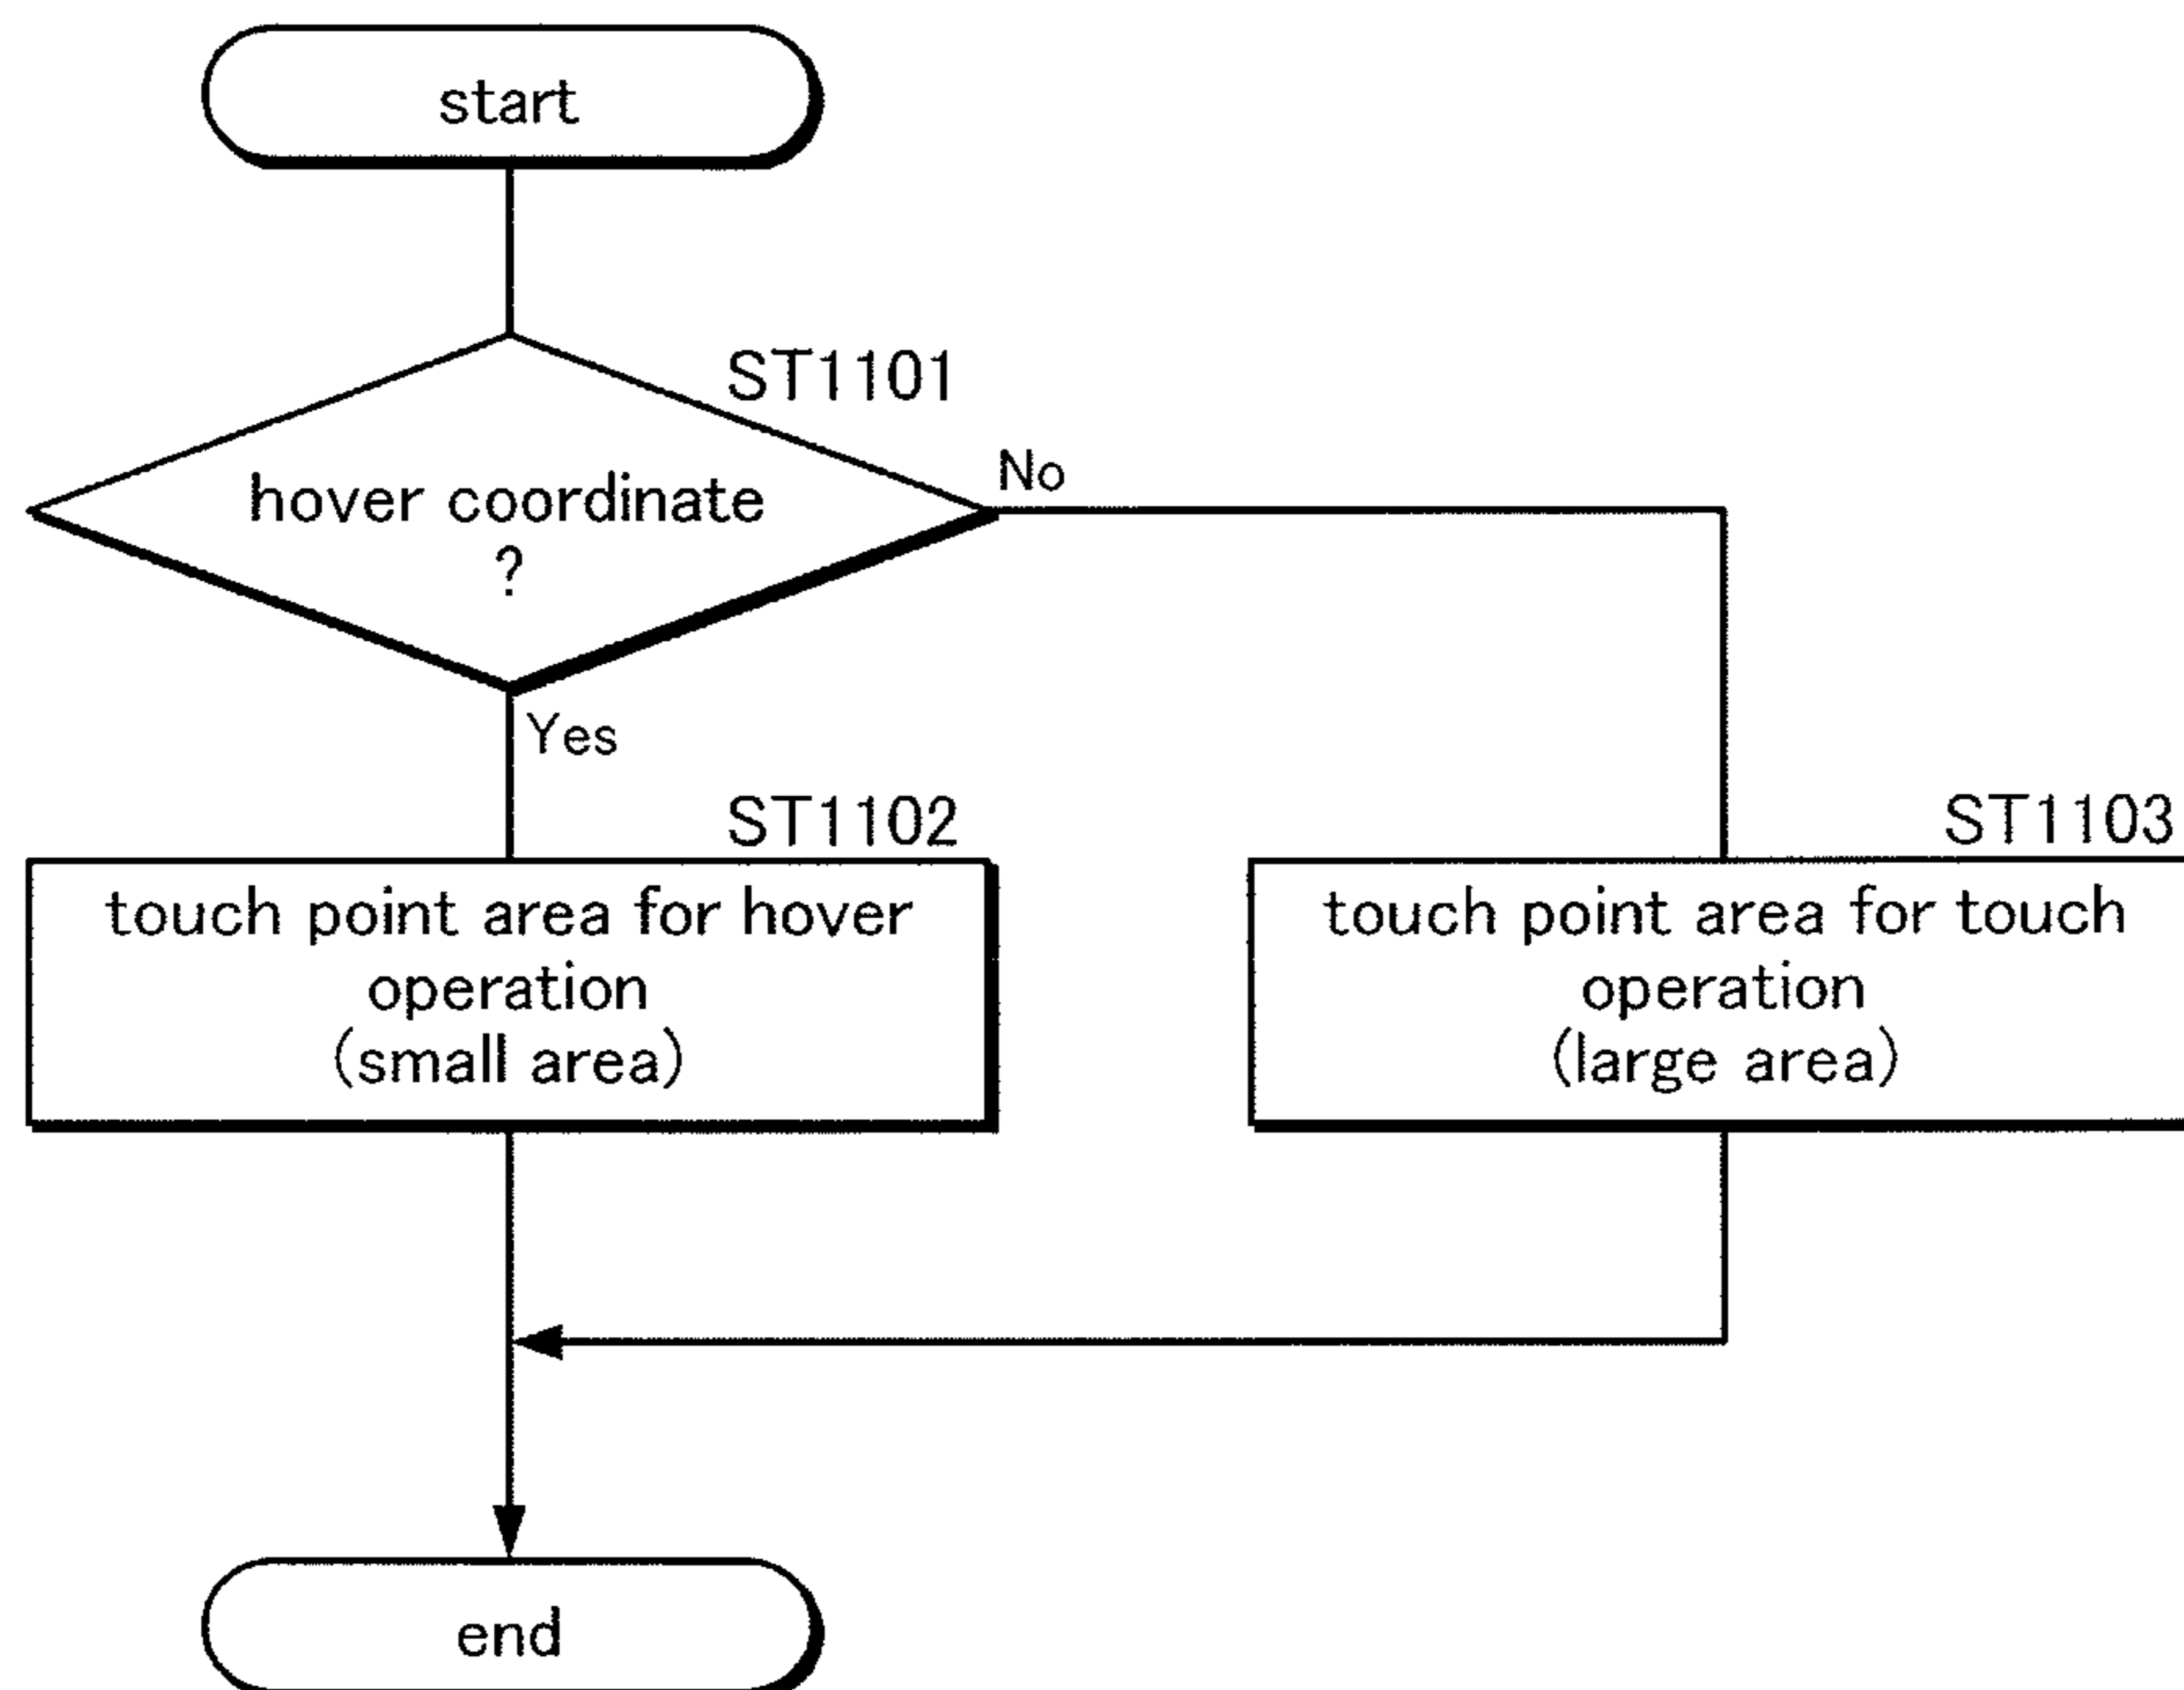 start
ST1101
hover coordinate
?
No
Yes
ST1102
touch point area for hover
operation
(small area)
ST1103
touch point area for touch
operation
(large area)
end